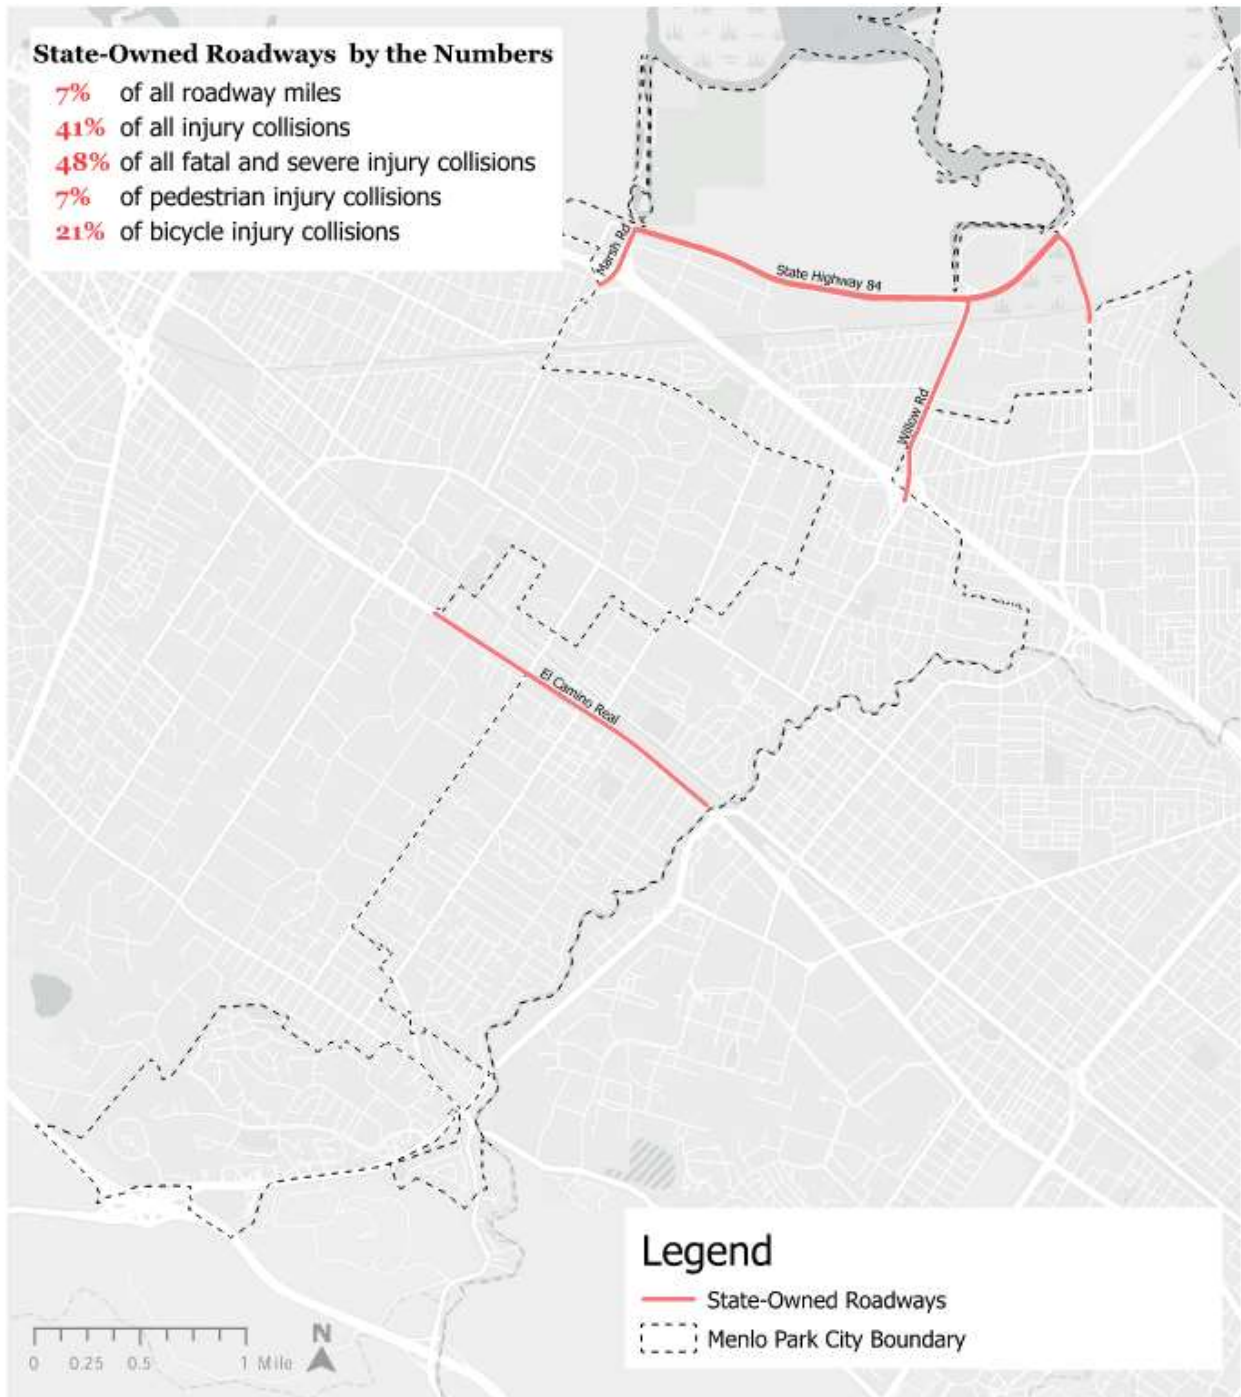 State-Owned Roadways by the Numbers
7% of all roadway miles
41% of all injury collisions
48% of all fatal and severe injury collisions
7% of pedestrian injury collisions
21% of bicycle injury collisions
Marsh Rd
State Highway 84
Willow Rd
El Camino Real
Legend
State-Owned Roadways
Menlo Park City Boundary
N
0 0.25 0.5 1 Mile